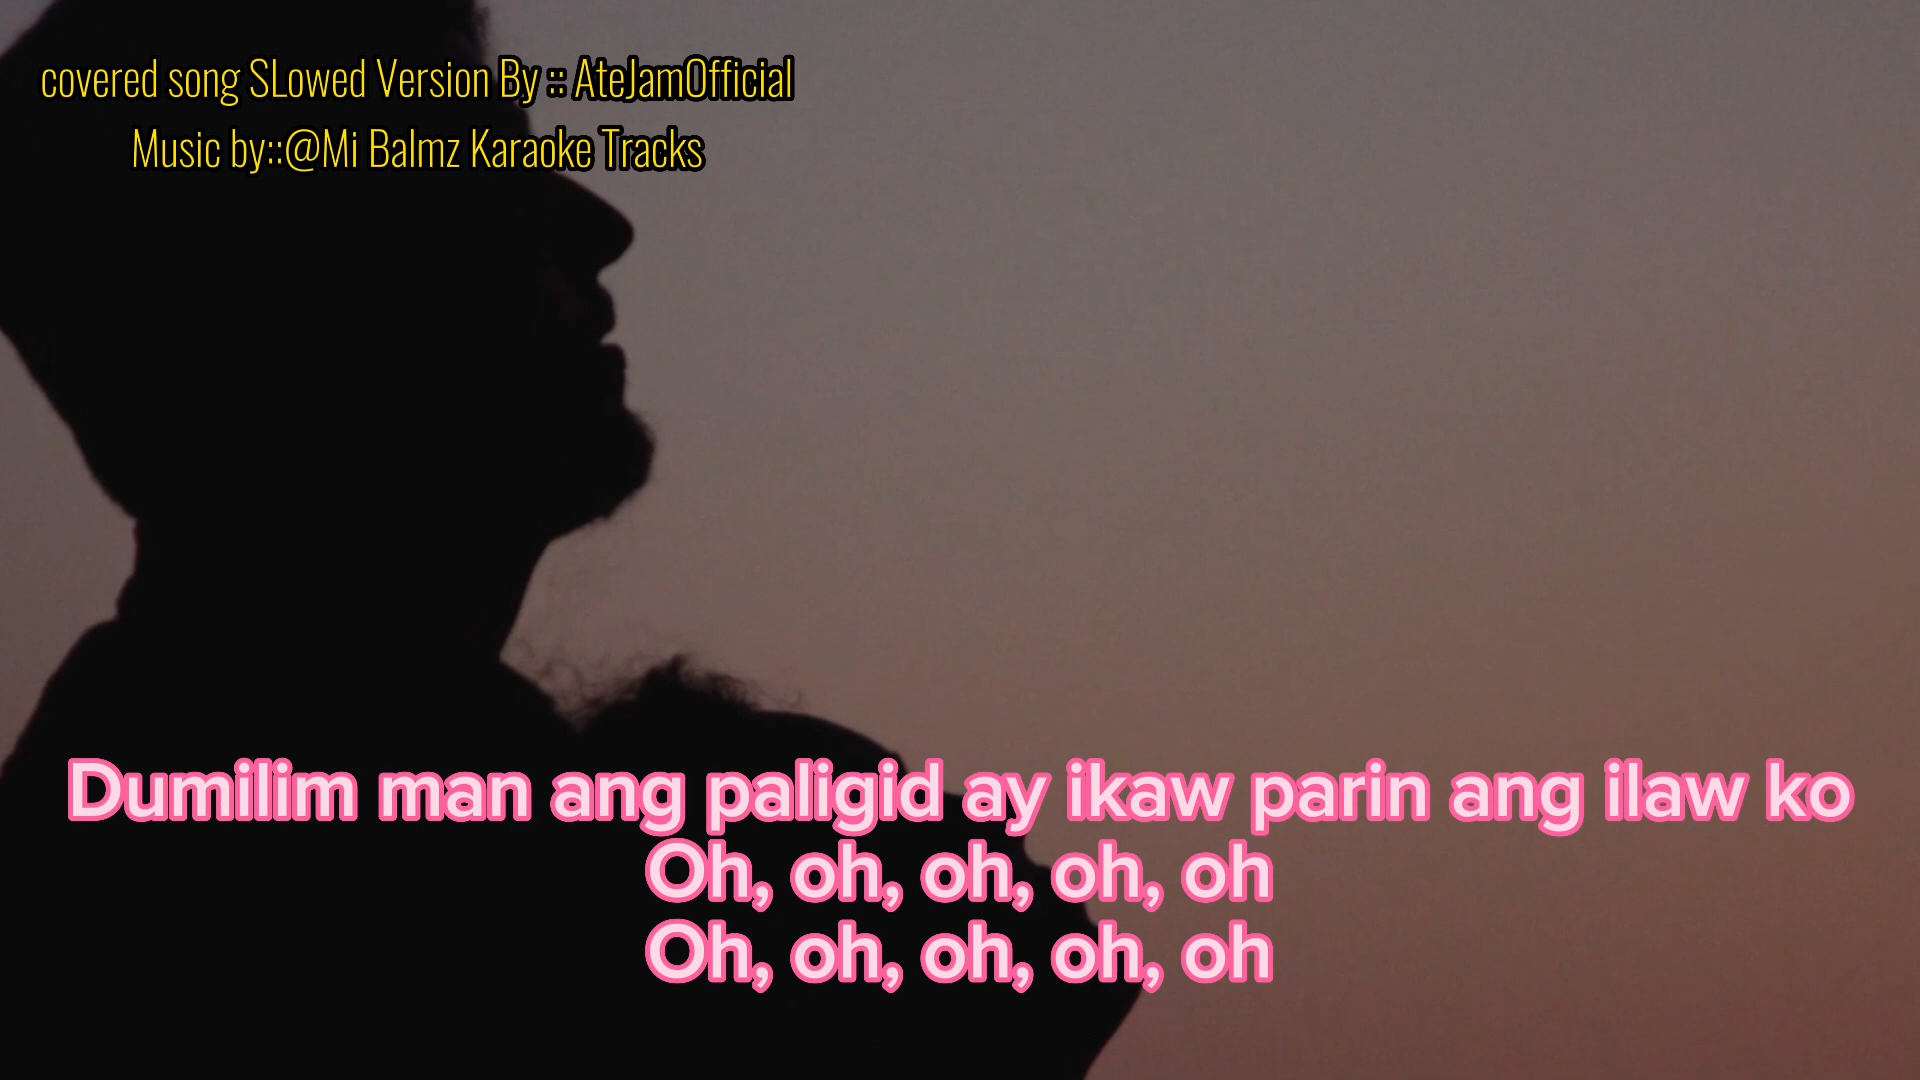 covered song SLowed Version By :: AteJamOfficial
Music by::@Mi Balmz Karaoke Tracks
Dumilim man ang paligid ay ikaw parin ang ilaw ko
Oh, oh, oh, oh, oh
Oh, oh, oh, oh, oh